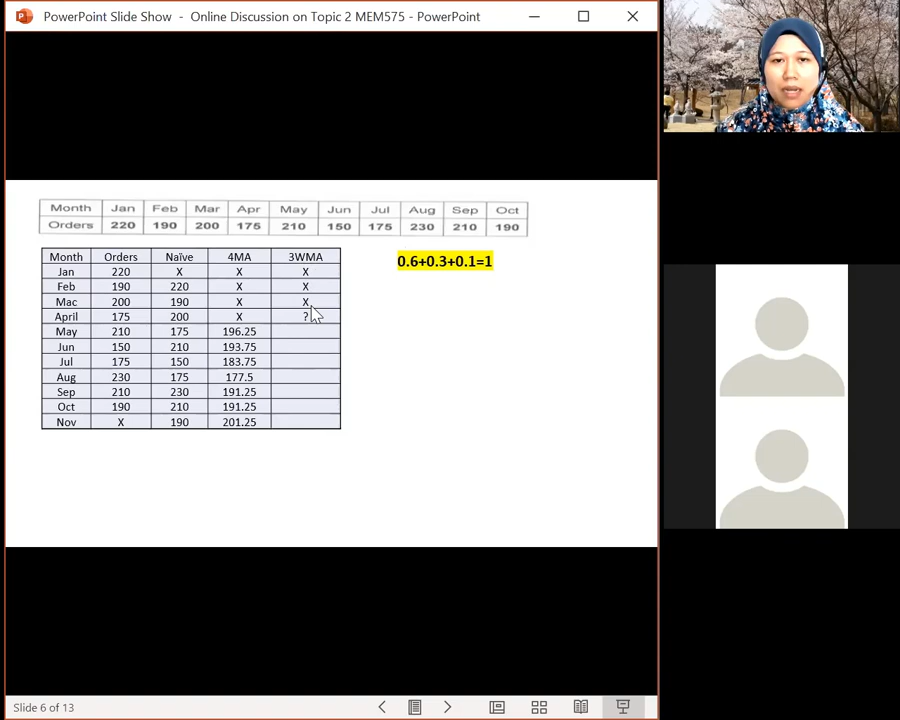 PowerPoint Slide Show - Online Discussion on Topic 2 MEM575 - PowerPoint
Month Jan Feb Mar Apr May Jun Jul Aug Sep Oct
Orders 220 190 200 175 210 150 175 230 210 190
Month Orders Naïve 4MA 3WMA
Jan 220 X X X
Feb 190 220 X X
Mac 200 190 X X
April 175 200 X ?
May 210 175 196.25
Jun 150 210 193.75
Jul 175 150 183.75
Aug 230 175 177.5
Sep 210 230 191.25
Oct 190 210 191.25
Nov X 190 201.25
0.6+0.3+0.1=1
Slide 6 of 13